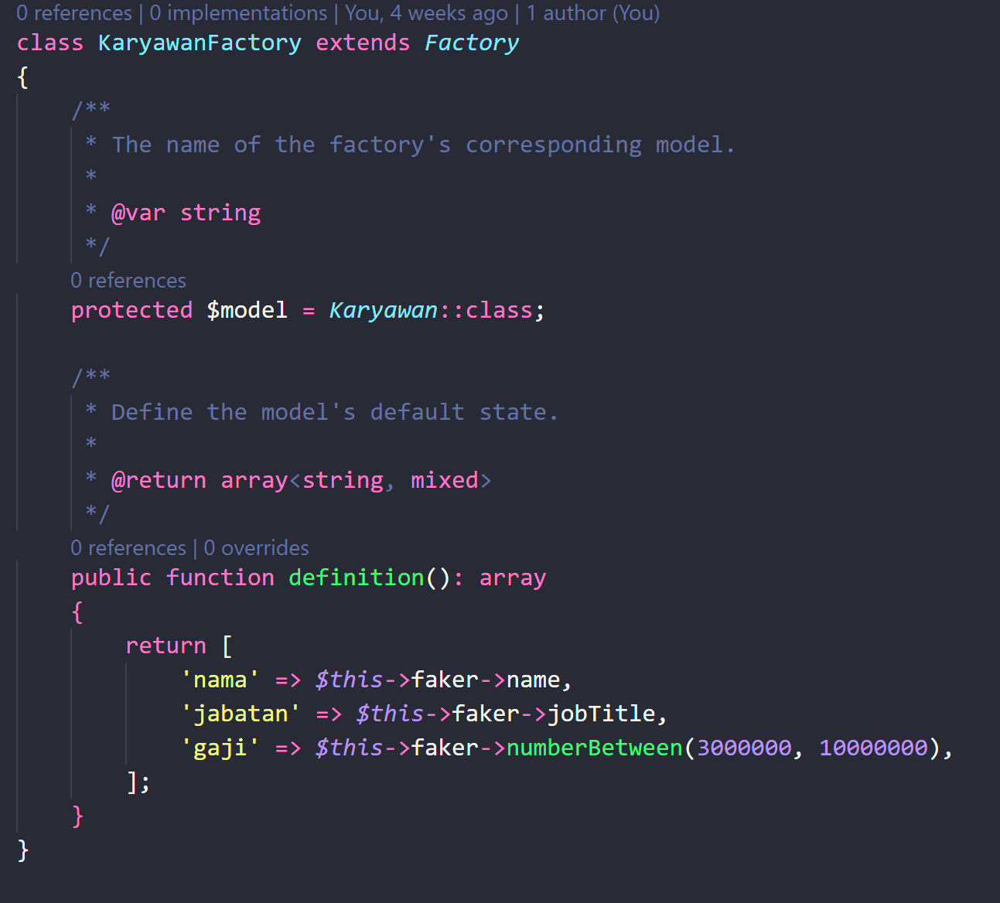 0 references | 0 implementations | You, 4 weeks ago | 1 author (You)
class KaryawanFactory extends Factory
{
    /**
     * The name of the factory's corresponding model.
     *
     * @var string
     */
    0 references
    protected $model = Karyawan::class;

    /**
     * Define the model's default state.
     *
     * @return array<string, mixed>
     */
    0 references | 0 overrides
    public function definition(): array
    {
        return [
            'nama' => $this->faker->name,
            'jabatan' => $this->faker->jobTitle,
            'gaji' => $this->faker->numberBetween(3000000, 10000000),
        ];
    }
}